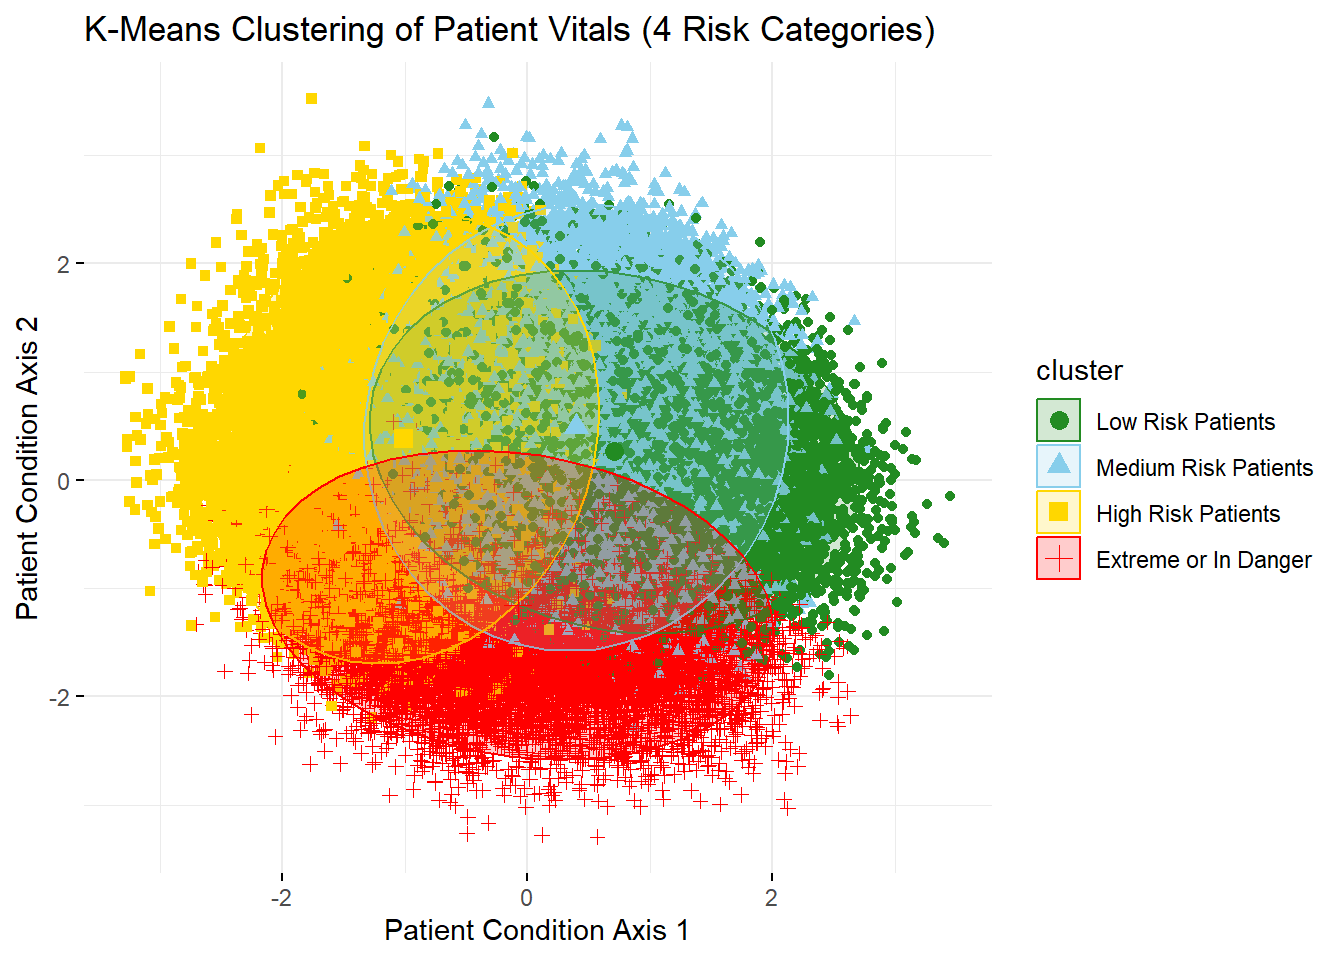 K-Means Clustering of Patient Vitals (4 Risk Categories)
Patient Condition Axis 2
2
0
-2
-2
0
2
Patient Condition Axis 1
cluster
Low Risk Patients
Medium Risk Patients
High Risk Patients
Extreme or In Danger